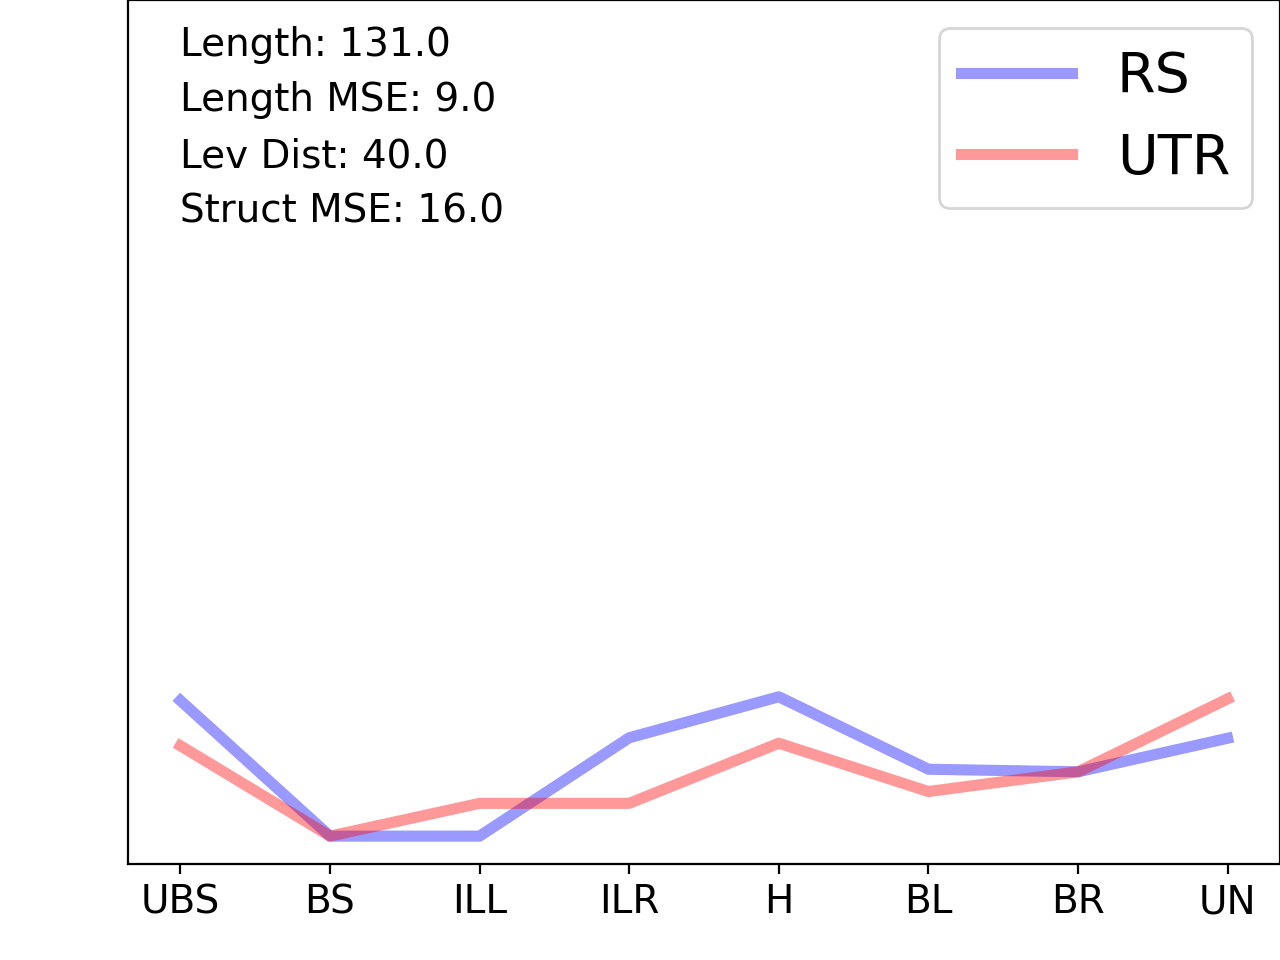 Length: 131.0
Length MSE: 9.0
Lev Dist: 40.0
Struct MSE: 16.0
RS
UTR
UBS BS ILL ILR H BL BR UN